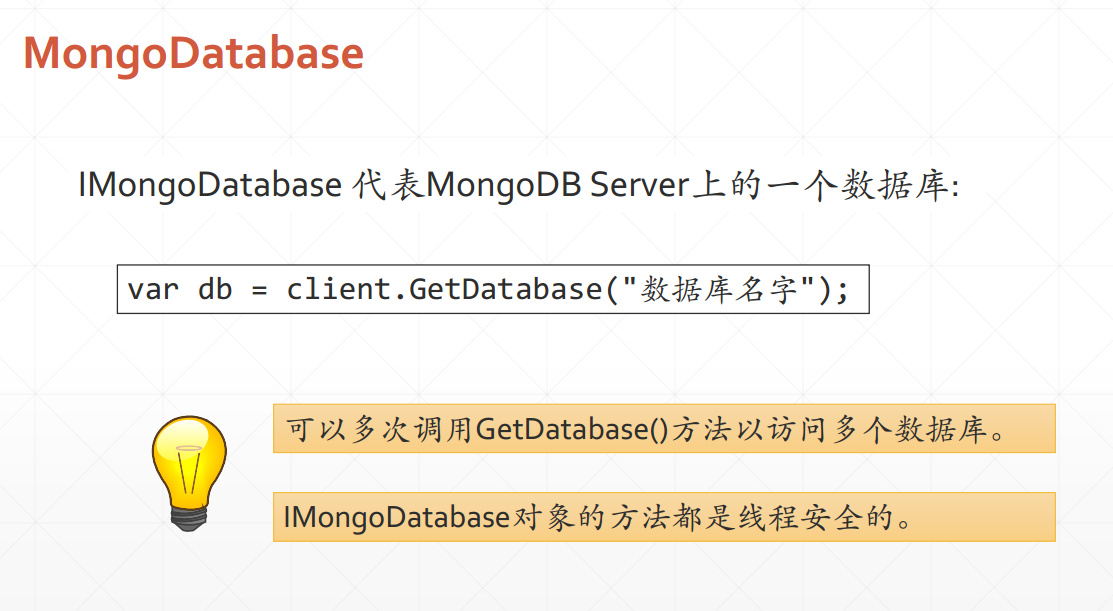 MongoDatabase
IMongoDatabase 代表MongoDB Server上的一个数据库:
var db = client.GetDatabase("数据库名字");
可以多次调用GetDatabase()方法以访问多个数据库。
IMongoDatabase对象的方法都是线程安全的。